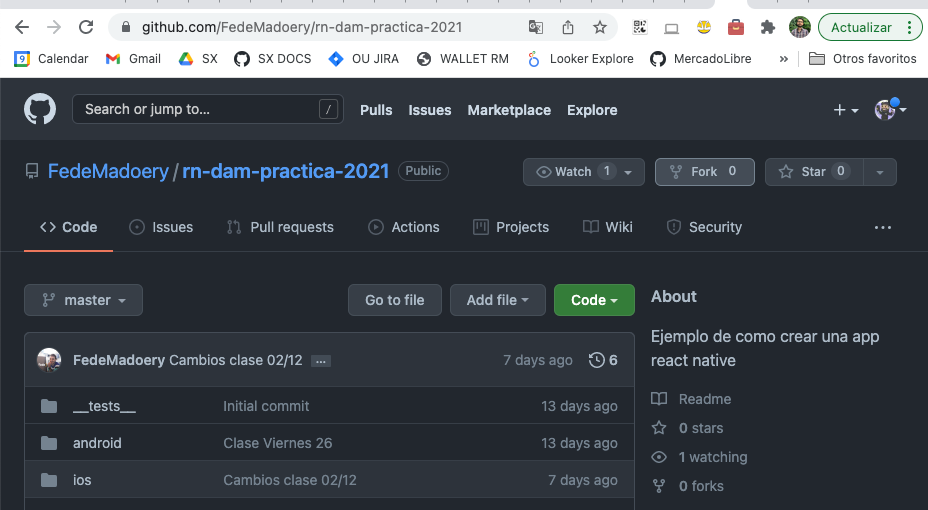 github.com/FedeMadoery/rn-dam-practica-2021
Actualizar
9 Calendar Gmail SX SX DOCS OU JIRA WALLET RM Looker Explore MercadoLibre » Otros favoritos
Search or jump to... / Pulls Issues Marketplace Explore
FedeMadoery / rn-dam-practica-2021 Public Watch 1 Fork 0 Star 0
<> Code Issues Pull requests Actions Projects Wiki Security ...
master Go to file Add file Code
FedeMadoery Cambios clase 02/12 ... 7 days ago 6
__tests__ Initial commit 13 days ago
android Clase Viernes 26 13 days ago
ios Cambios clase 02/12 7 days ago
About
Ejemplo de como crear una app
react native
Readme
0 stars
1 watching
0 forks